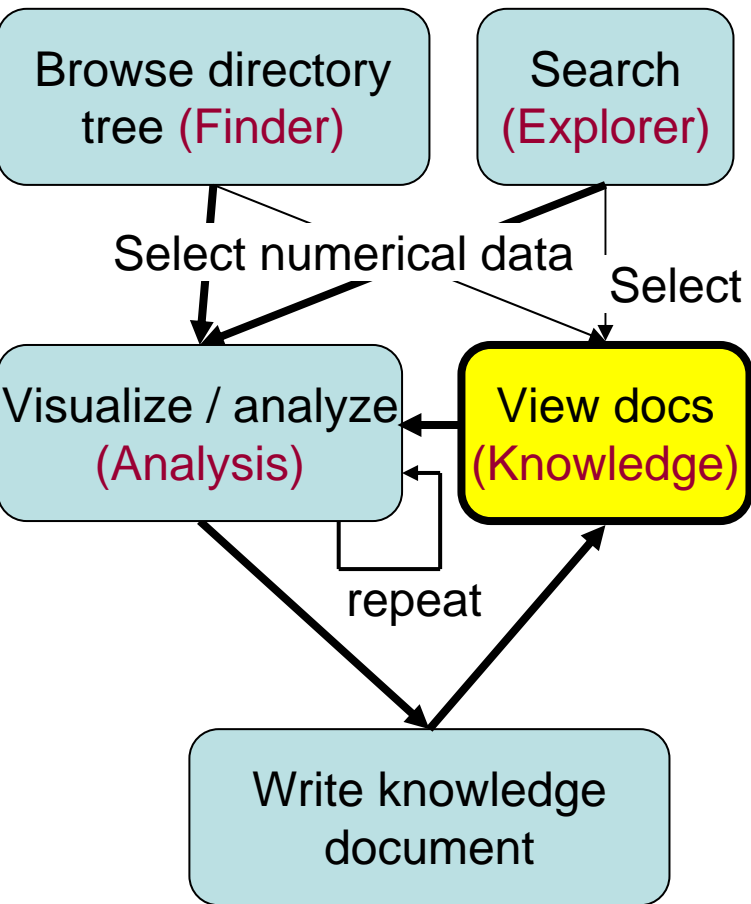 Browse directory
tree (Finder)
Search
(Explorer)
Select numerical data
Select
Visualize / analyze
(Analysis)
View docs
(Knowledge)
repeat
Write knowledge
document